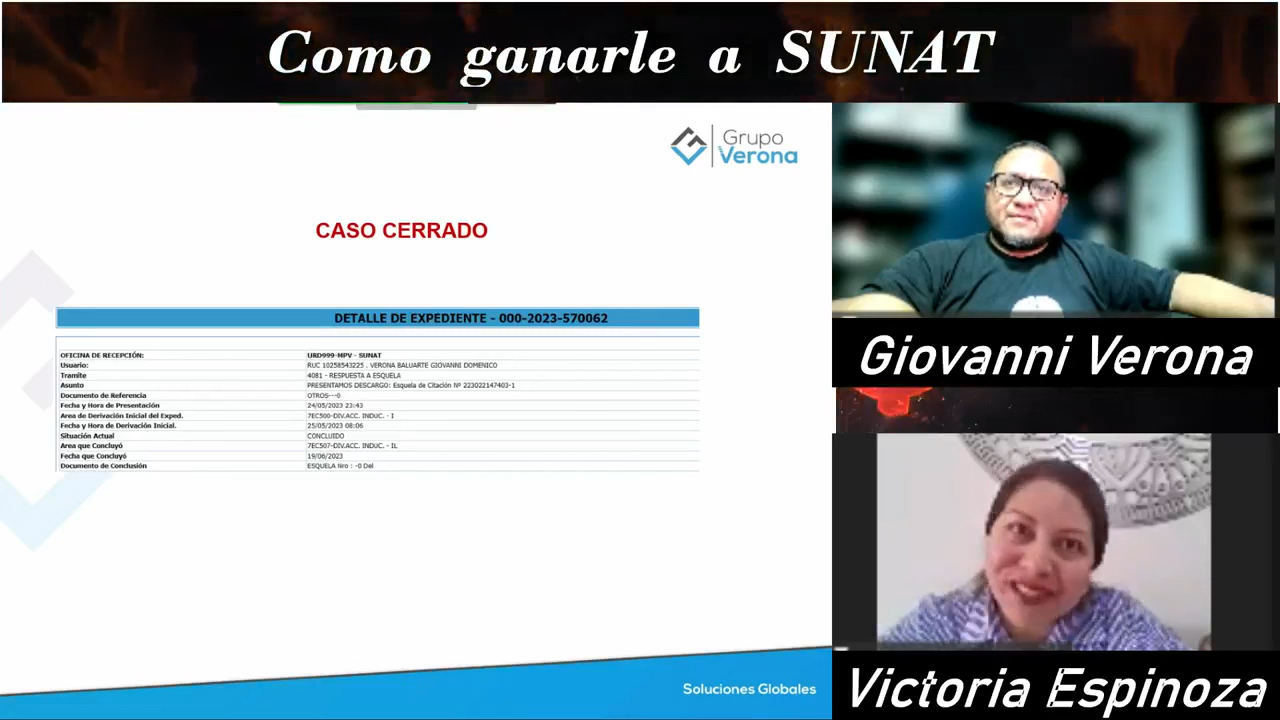 Como ganarle a SUNAT
Grupo
Verona
CASO CERRADO
DETALLE DE EXPEDIENTE - 000-2023-570062
OFICINA DE RECEPCIÓN: URD999-MPV - SUNAT
Usuario: RUC 10258543225 . VERONA BALUARTE GIOVANNI DOMENICO
Tramite 4081 - RESPUESTA A ESQUELA
Asunto PRESENTAMOS DESCARGO: Esquela de Citación Nº 223022147403-1
Documento de Referencia OTROS---0
Fecha y Hora de Presentación 24/05/2023 23:43
Area de Derivación Inicial del Exped. 7EC500-DIV.ACC. INDUC. - I
Fecha y Hora de Derivación Inicial. 25/05/2023 08:06
Situación Actual CONCLUIDO
Area que Concluyó 7EC507-DIV.ACC. INDUC. - IL
Fecha que Concluyó 19/06/2023
Documento de Conclusión ESQUELA Nro : -0 Del
Giovanni Verona
Soluciones Globales
Victoria Espinoza